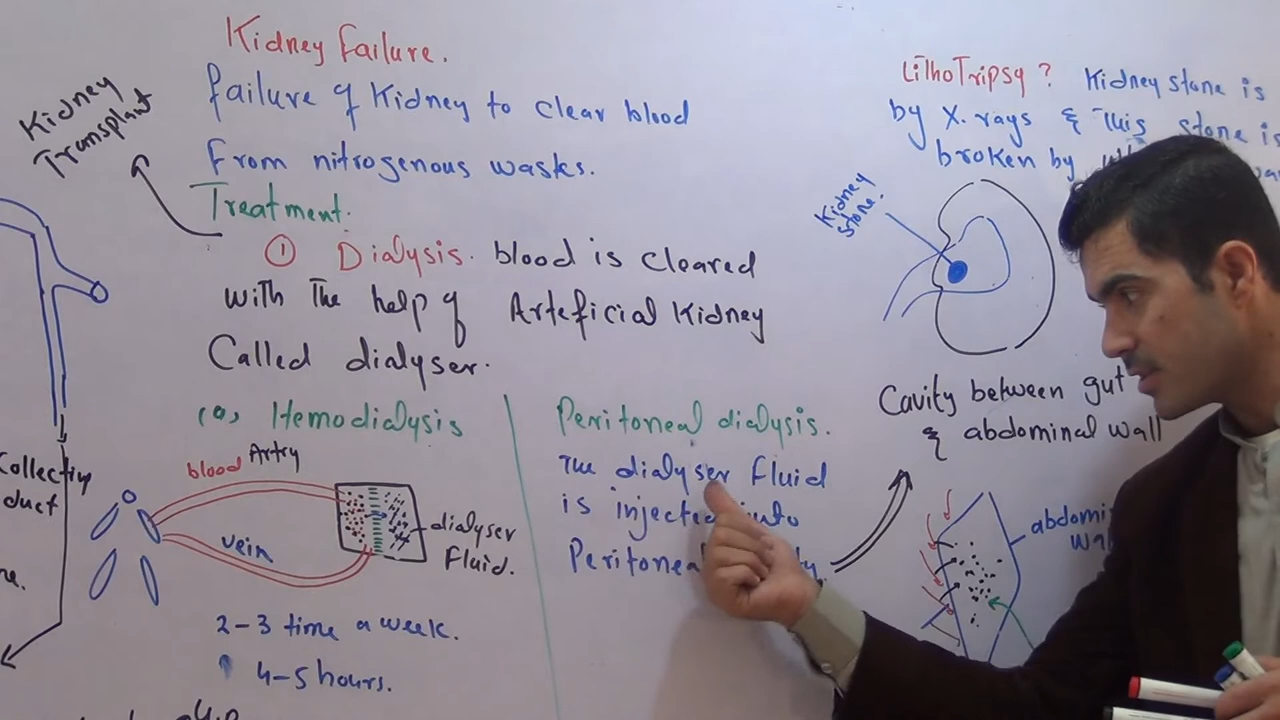 Kidney failure.
failure of Kidney to clear blood
from nitrogenous wasks.
Kidney
Transplant
Treatment.
① Dialysis. blood is cleared
with the help of Arteficial Kidney
Called dialyser.
(a) Hemodialysis
blood Artry
vein
dialyser
Fluid.
2-3 time a week.
4-5 hours.
Collectin
duct
Peritoneal dialysis.
The dialyser fluid
is injected into
Peritoneal
LithoTripsy? Kidney stone is
by X.rays & This stone is
broken by
Kidney
stone.
Cavity between gut
& abdominal wall
abdomi
wa